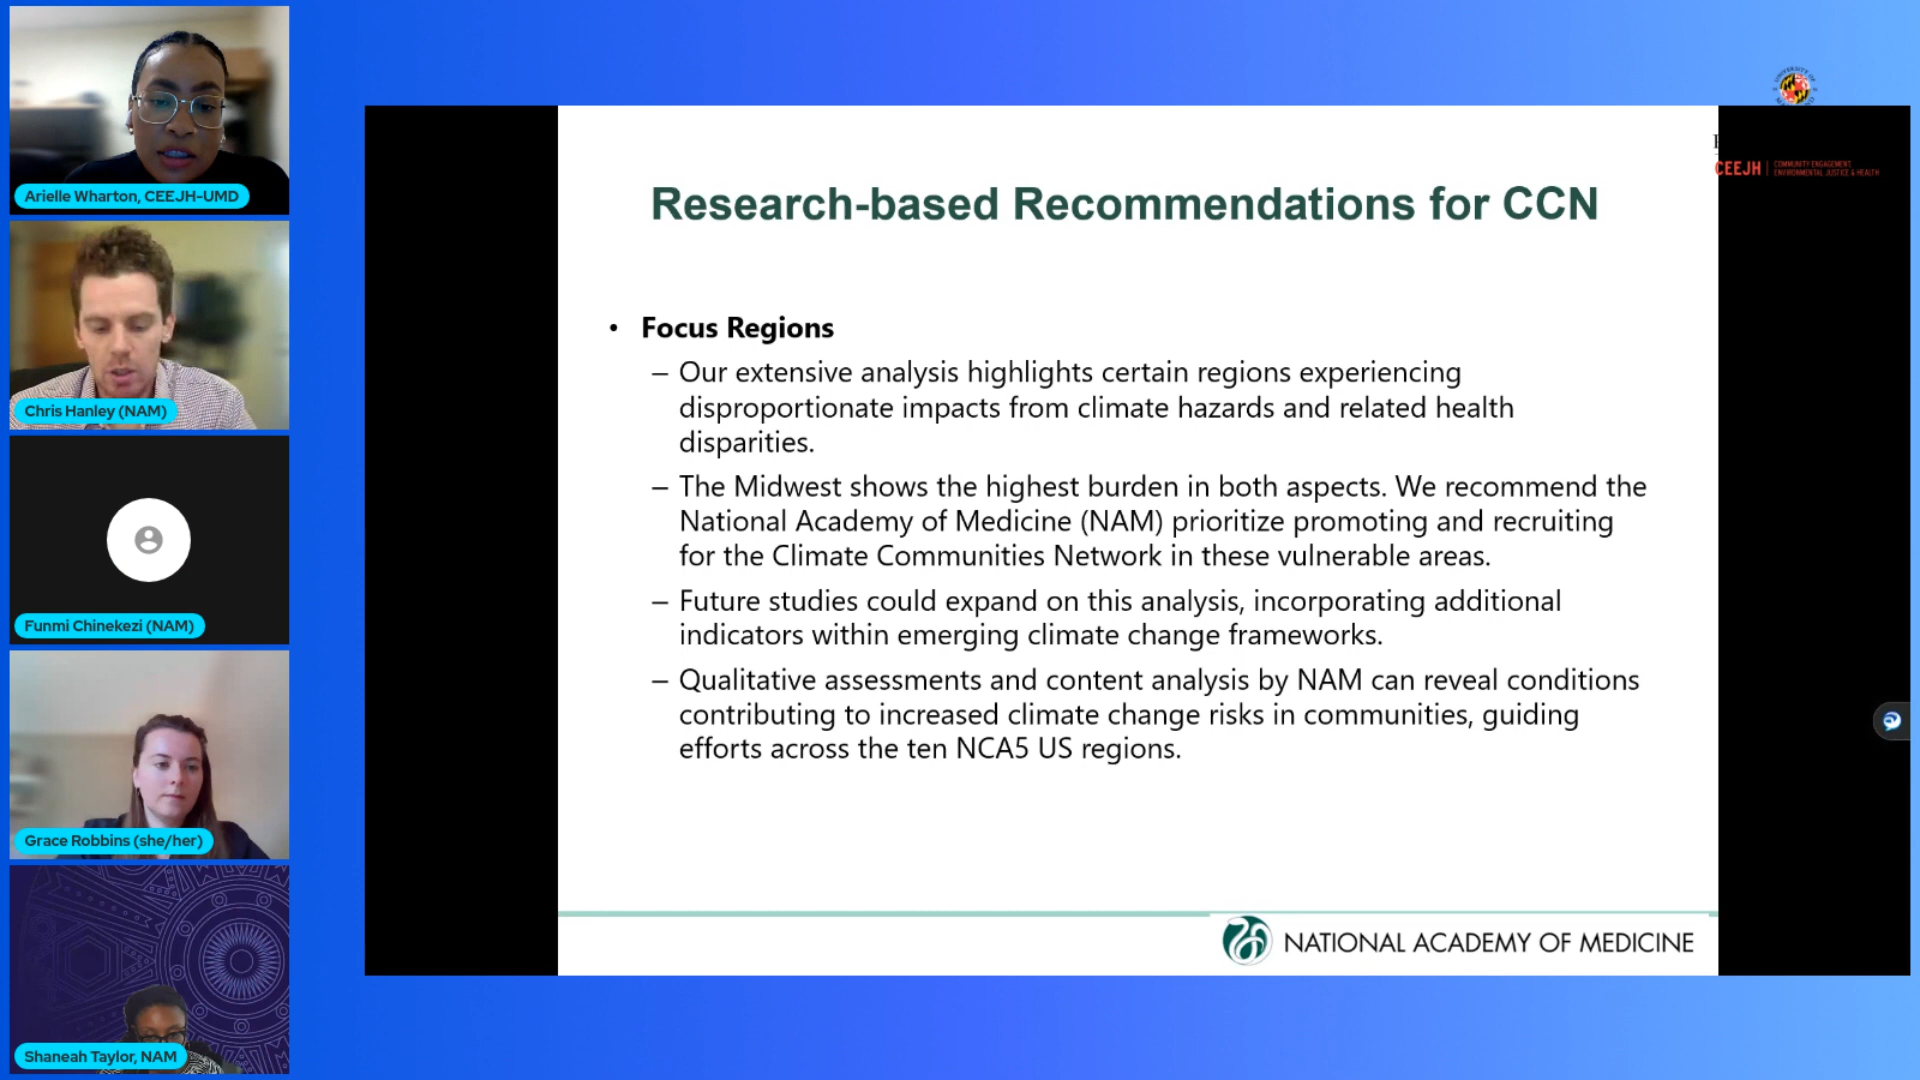 Arielle Wharton, CEEJH-UMD
Chris Hanley (NAM)
Funmi Chinekezi (NAM)
Grace Robbins (she/her)
Shaneah Taylor, NAM
UNIVERSITY OF
CEEJH | COMMUNITY ENGAGEMENT,
ENVIRONMENTAL JUSTICE & HEALTH
Research-based Recommendations for CCN
• Focus Regions
– Our extensive analysis highlights certain regions experiencing
disproportionate impacts from climate hazards and related health
disparities.
– The Midwest shows the highest burden in both aspects. We recommend the
National Academy of Medicine (NAM) prioritize promoting and recruiting
for the Climate Communities Network in these vulnerable areas.
– Future studies could expand on this analysis, incorporating additional
indicators within emerging climate change frameworks.
– Qualitative assessments and content analysis by NAM can reveal conditions
contributing to increased climate change risks in communities, guiding
efforts across the ten NCA5 US regions.
NATIONAL ACADEMY OF MEDICINE